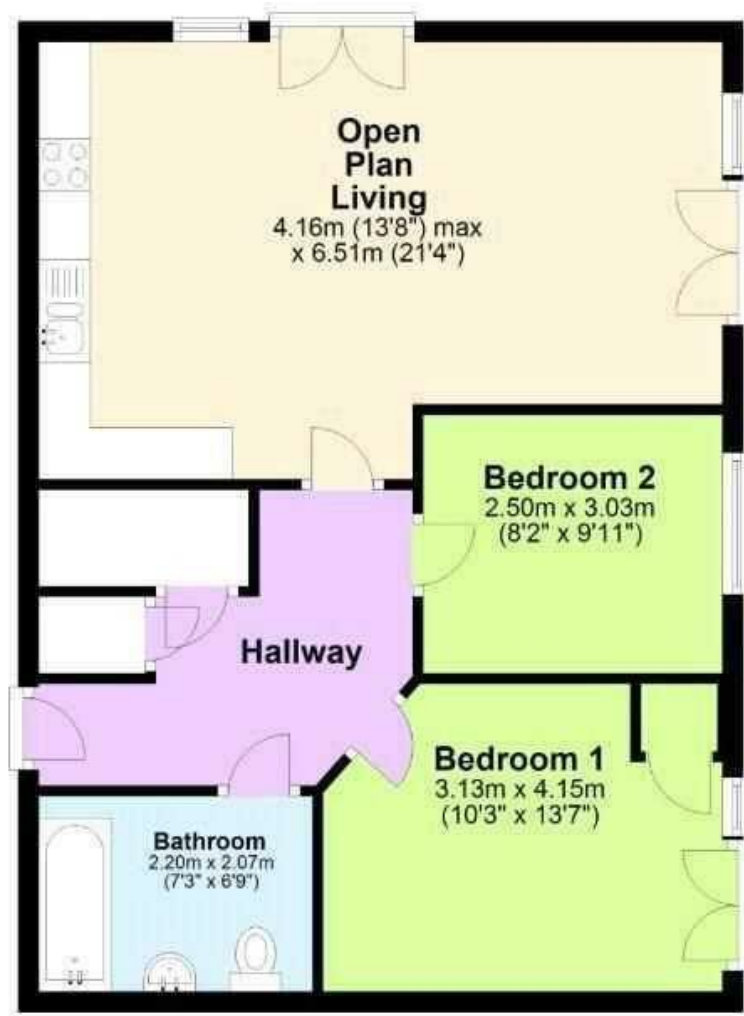 Open
Plan
Living
4.16m (13'8") max
x 6.51m (21'4")
Bedroom 2
2.50m x 3.03m
(8'2" x 9'11")
Hallway
Bedroom 1
3.13m x 4.15m
(10'3" x 13'7")
Bathroom
2.20m x 2.07m
(7'3" x 6'9")